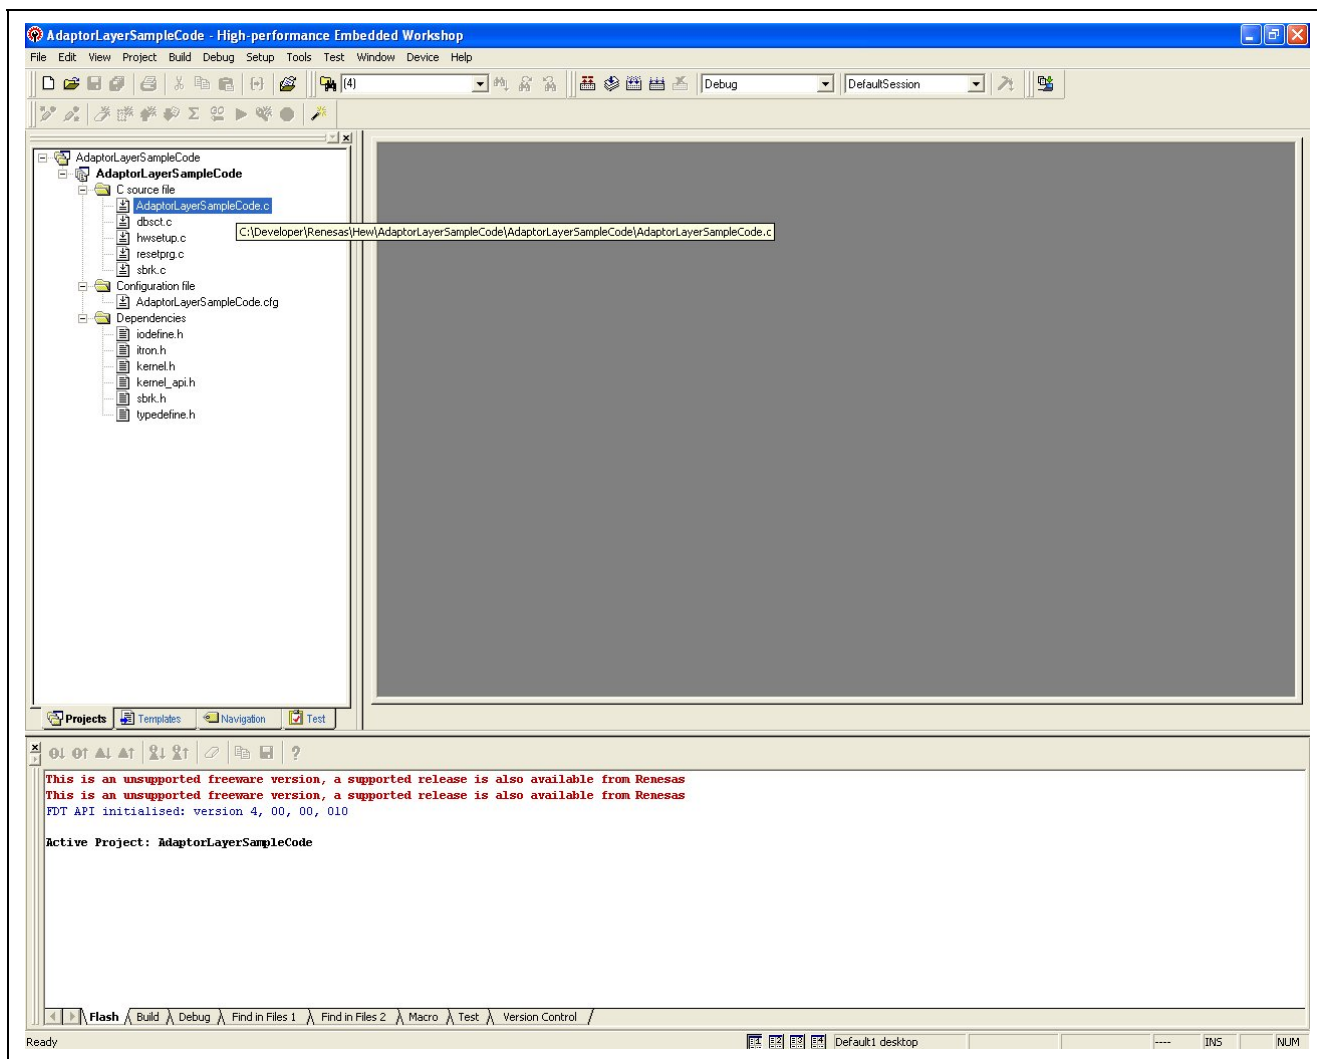 AdaptorLayerSampleCode - High-performance Embedded Workshop
File Edit View Project Build Debug Setup Tools Test Window Device Help
(4) Debug DefaultSession
AdaptorLayerSampleCode
AdaptorLayerSampleCode
C source file
AdaptorLayerSampleCode.c
dbsct.c
C:\Developer\Renesas\Hew\AdaptorLayerSampleCode\AdaptorLayerSampleCode\AdaptorLayerSampleCode.c
hwsetup.c
resetprg.c
sbrk.c
Configuration file
AdaptorLayerSampleCode.cfg
Dependencies
iodefine.h
itron.h
kernel.h
kernel_api.h
sbrk.h
typedefine.h
Projects Templates Navigation Test
This is an unsupported freeware version, a supported release is also available from Renesas
This is an unsupported freeware version, a supported release is also available from Renesas
FDT API initialised: version 4, 00, 00, 010
Active Project: AdaptorLayerSampleCode
Flash Build Debug Find in Files 1 Find in Files 2 Macro Test Version Control
Ready 1 2 3 4 Default1 desktop ---- INS NUM